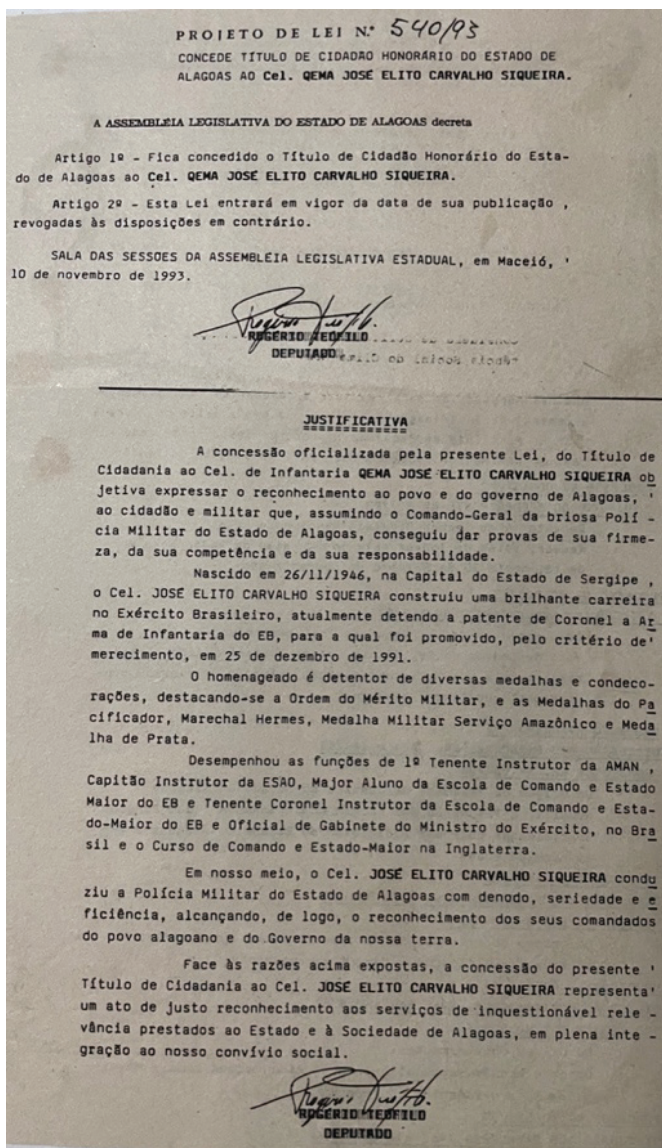 PROJETO DE LEI N.º 540/93
CONCEDE TÍTULO DE CIDADÃO HONORÁRIO DO ESTADO DE
ALAGOAS AO Cel. QEMA JOSÉ ELITO CARVALHO SIQUEIRA.
A ASSEMBLÉIA LEGISLATIVA DO ESTADO DE ALAGOAS decreta
Artigo 1º - Fica concedido o Título de Cidadão Honorário do Esta-
do de Alagoas ao Cel. QEMA JOSÉ ELITO CARVALHO SIQUEIRA.
Artigo 2º - Esta Lei entrará em vigor da data de sua publicação ,
revogadas às disposições em contrário.
SALA DAS SESSOES DA ASSEMBLÉIA LEGISLATIVA ESTADUAL, em Maceió, '
10 de novembro de 1993.
ROGÉRIO TEÓFILO
DEPUTADO
JUSTIFICATIVA
A concessão oficializada pela presente Lei, do Título de
Cidadania ao Cel. de Infantaria QEMA JOSÉ ELITO CARVALHO SIQUEIRA ob
jetiva expressar o reconhecimento ao povo e do governo de Alagoas, '
ao cidadão e militar que, assumindo o Comando-Geral da briosa Polí -
cia Militar do Estado de Alagoas, conseguiu dar provas de sua firme-
za, da sua competência e da sua responsabilidade.
Nascido em 26/11/1946, na Capital do Estado de Sergipe ,
o Cel. JOSÉ ELITO CARVALHO SIQUEIRA construiu uma brilhante carreira
no Exército Brasileiro, atualmente detendo a patente de Coronel a Ar
ma de Infantaria do EB, para a qual foi promovido, pelo critério de'
merecimento, em 25 de dezembro de 1991.
O homenageado é detentor de diversas medalhas e condeco-
rações, destacando-se a Ordem do Mérito Militar, e as Medalhas do Pa
cificador, Marechal Hermes, Medalha Militar Serviço Amazônico e Meda
lha de Prata.
Desempenhou as funções de 1º Tenente Instrutor da AMAN ,
Capitão Instrutor da ESAO, Major Aluno da Escola de Comando e Estado
Maior do EB e Tenente Coronel Instrutor da Escola de Comando e Esta-
do-Maior do EB e Oficial de Gabinete do Ministro do Exército, no Bra
sil e o Curso de Comando e Estado-Maior na Inglaterra.
Em nosso meio, o Cel. JOSÉ ELITO CARVALHO SIQUEIRA condu
ziu a Polícia Militar do Estado de Alagoas com denodo, seriedade e e
ficiência, alcançando, de logo, o reconhecimento dos seus comandados
do povo alagoano e do Governo da nossa terra.
Face às razões acima expostas, a concessão do presente '
Título de Cidadania ao Cel. JOSÉ ELITO CARVALHO SIQUEIRA representa'
um ato de justo reconhecimento aos serviços de inquestionável rele -
vância prestados ao Estado e à Sociedade de Alagoas, em plena inte -
gração ao nosso convívio social.
ROGÉRIO TEÓFILO
DEPUTADO